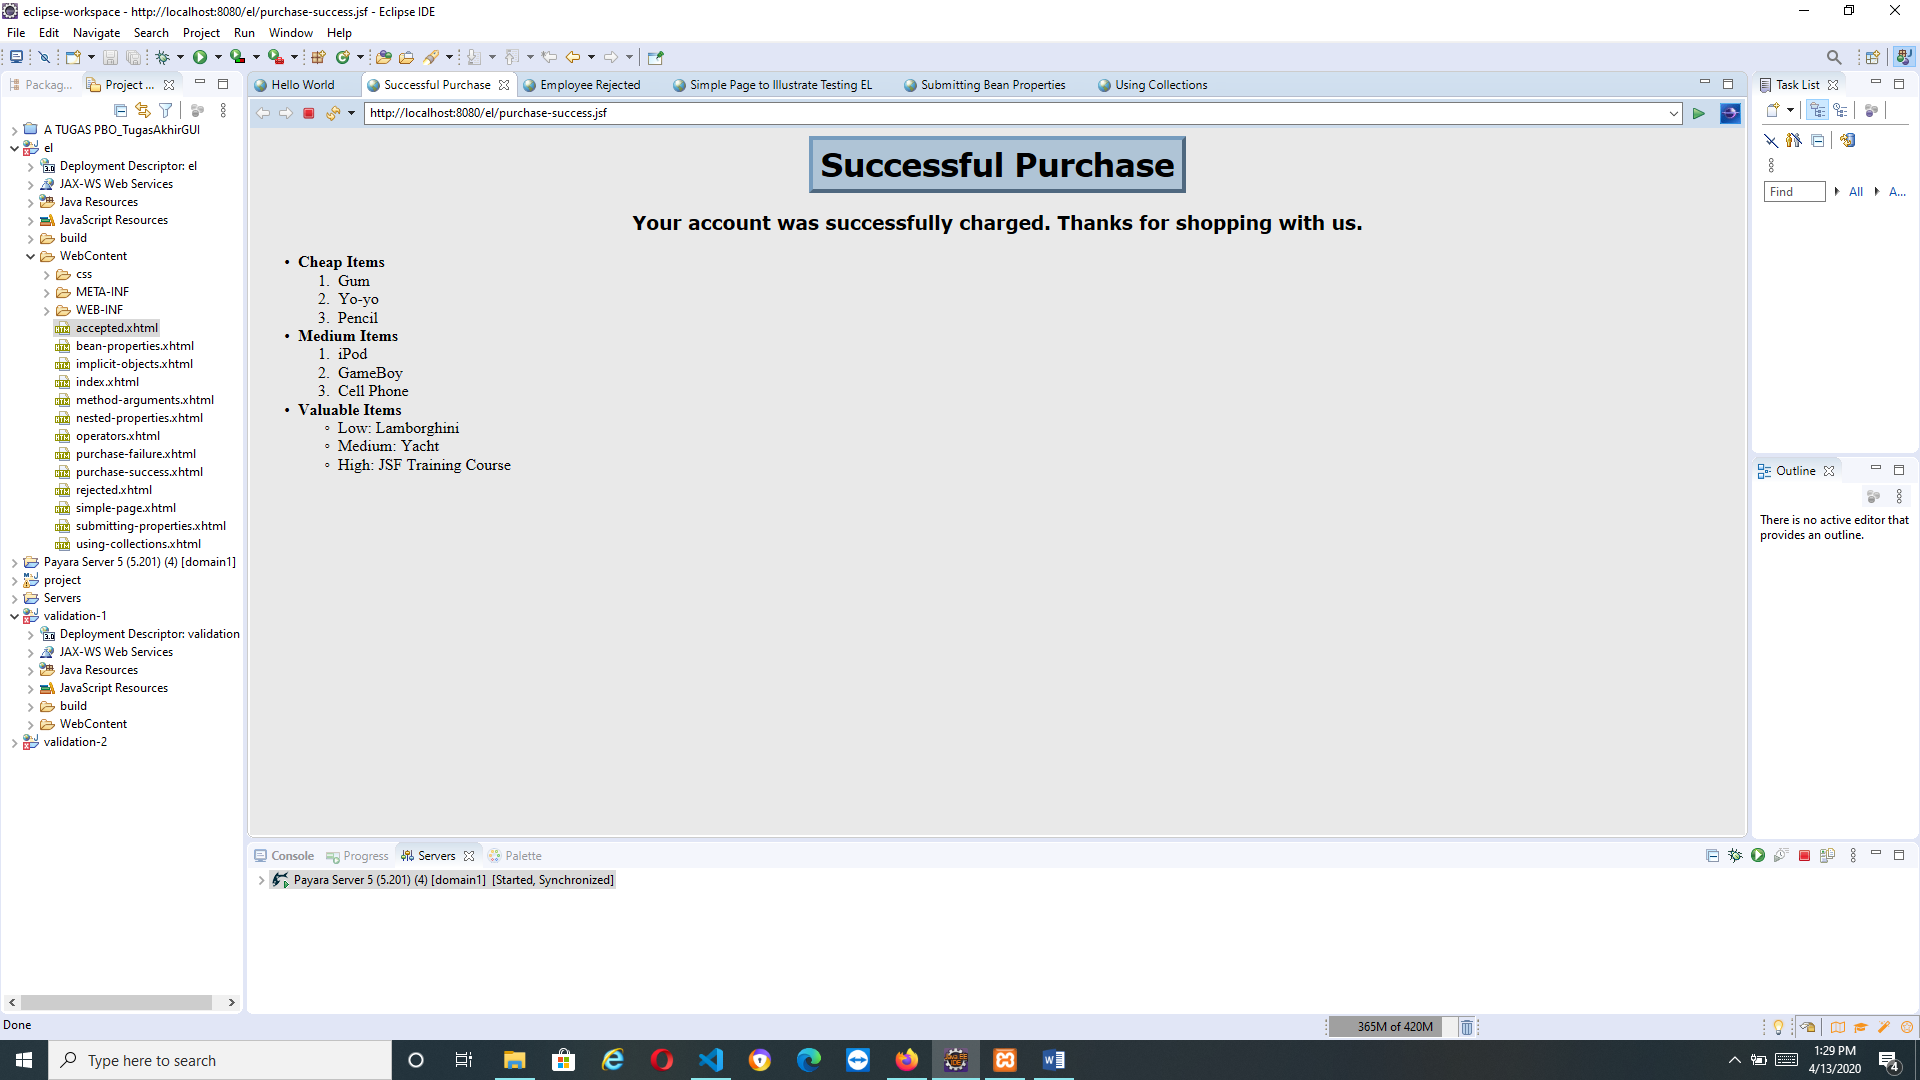 eclipse-workspace - http://localhost:8080/el/purchase-success.jsf - Eclipse IDE
File Edit Navigate Search Project Run Window Help
Packag... Project ...
A TUGAS PBO_TugasAkhirGUI
el
Deployment Descriptor: el
JAX-WS Web Services
Java Resources
JavaScript Resources
build
WebContent
css
META-INF
WEB-INF
accepted.xhtml
bean-properties.xhtml
implicit-objects.xhtml
index.xhtml
method-arguments.xhtml
nested-properties.xhtml
operators.xhtml
purchase-failure.xhtml
purchase-success.xhtml
rejected.xhtml
simple-page.xhtml
submitting-properties.xhtml
using-collections.xhtml
Payara Server 5 (5.201) (4) [domain1]
project
Servers
validation-1
Deployment Descriptor: validation
JAX-WS Web Services
Java Resources
JavaScript Resources
build
WebContent
validation-2
Hello World Successful Purchase Employee Rejected Simple Page to Illustrate Testing EL Submitting Bean Properties Using Collections
http://localhost:8080/el/purchase-success.jsf
Successful Purchase
Your account was successfully charged. Thanks for shopping with us.
• Cheap Items
1. Gum
2. Yo-yo
3. Pencil
• Medium Items
1. iPod
2. GameBoy
3. Cell Phone
• Valuable Items
◦ Low: Lamborghini
◦ Medium: Yacht
◦ High: JSF Training Course
Task List
Find All A...
Outline
There is no active editor that
provides an outline.
Console Progress Servers Palette
Payara Server 5 (5.201) (4) [domain1] [Started, Synchronized]
Done
365M of 420M
Type here to search
1:29 PM
4/13/2020
4